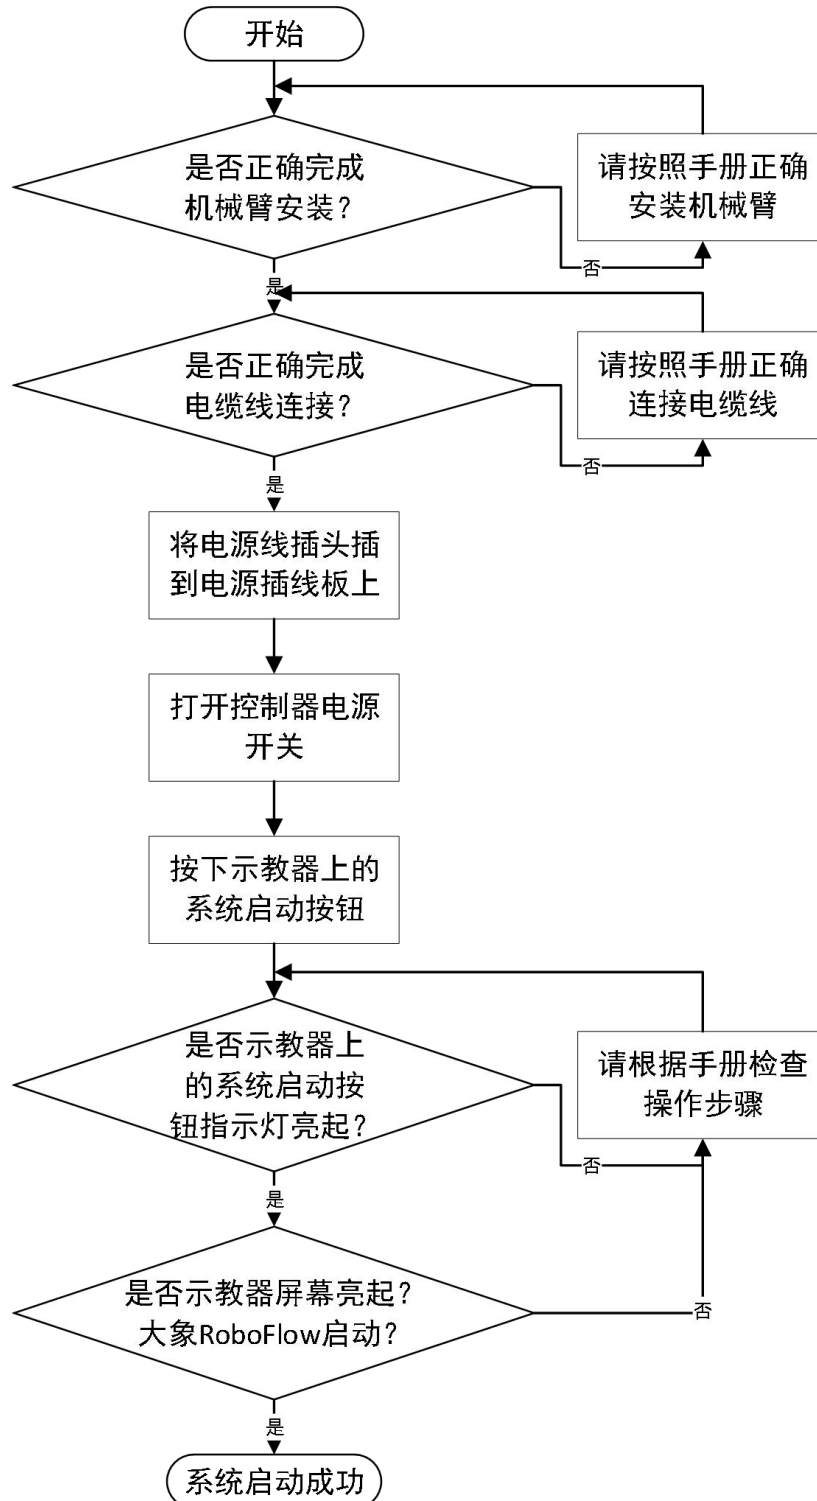 开始
是否正确完成
机械臂安装？
请按照手册正确
安装机械臂
否
是
是否正确完成
电缆线连接？
请按照手册正确
连接电缆线
否
是
将电源线插头插
到电源插线板上
打开控制器电源
开关
按下示教器上的
系统启动按钮
是否示教器上
的系统启动按
钮指示灯亮起？
请根据手册检查
操作步骤
否
是
是否示教器屏幕亮起？
大象RoboFlow启动？
否
是
系统启动成功